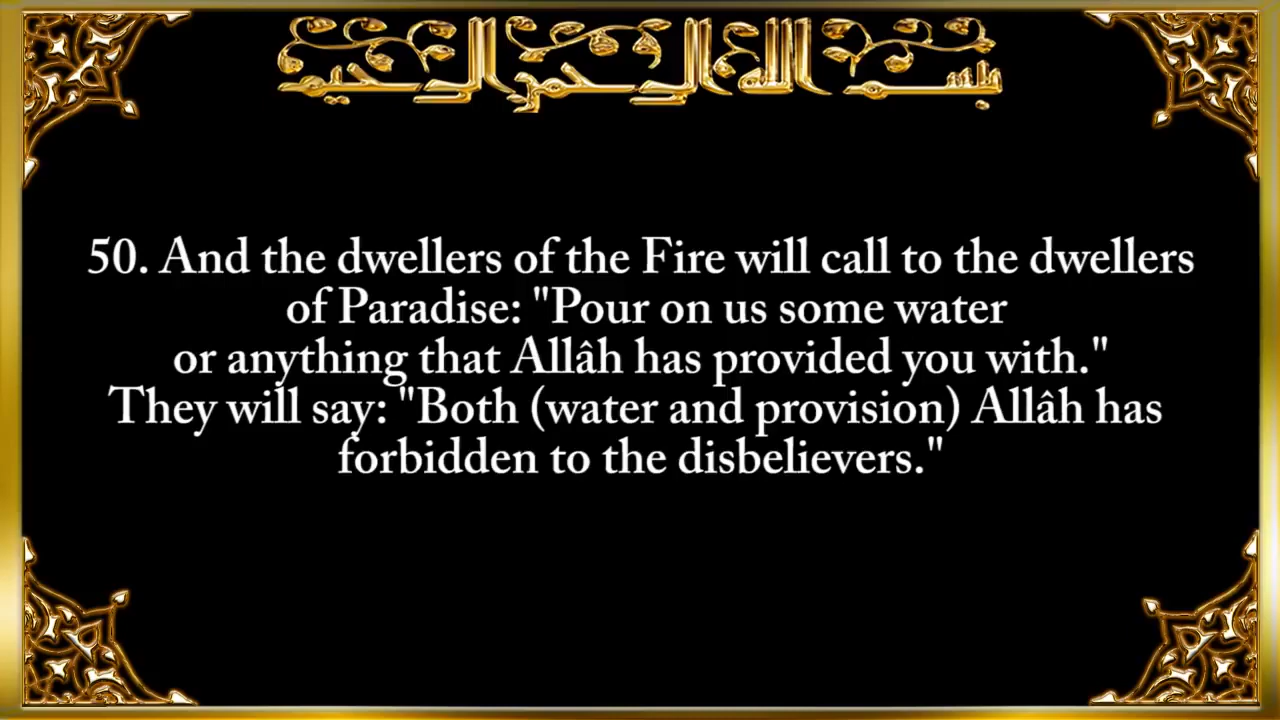 بسم الله الرحمن الرحيم
50. And the dwellers of the Fire will call to the dwellers
of Paradise: "Pour on us some water
or anything that Allâh has provided you with."
They will say: "Both (water and provision) Allâh has
forbidden to the disbelievers."